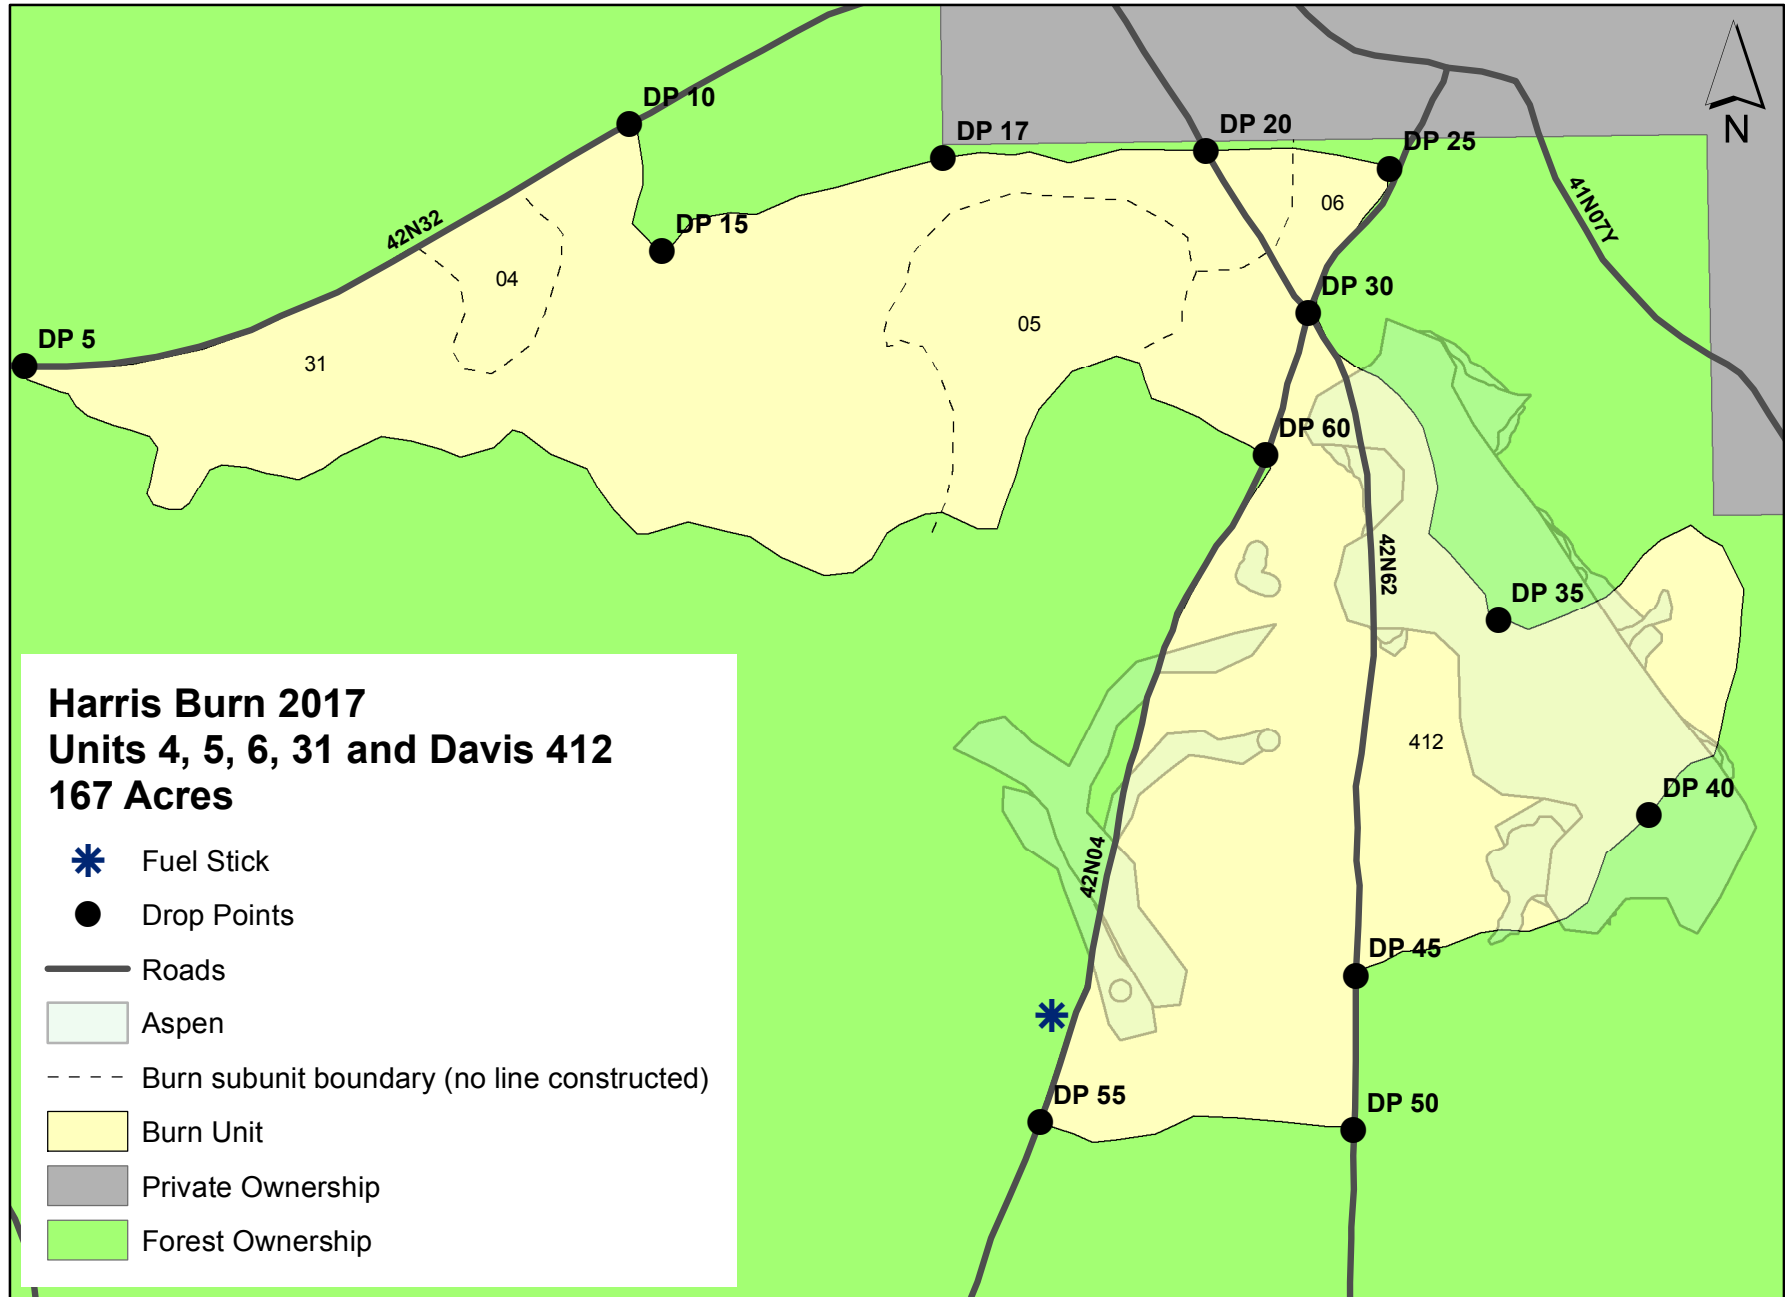 DP 10
DP 17
DP 20
DP 25
N
42N32
41N07Y
06
DP 15
04
DP 30
05
DP 5
31
DP 60
42N62
DP 35
412
DP 40
42N04
DP 45
DP 55
DP 50
Harris Burn 2017
Units 4, 5, 6, 31 and Davis 412
167 Acres
Fuel Stick
Drop Points
Roads
Aspen
Burn subunit boundary (no line constructed)
Burn Unit
Private Ownership
Forest Ownership